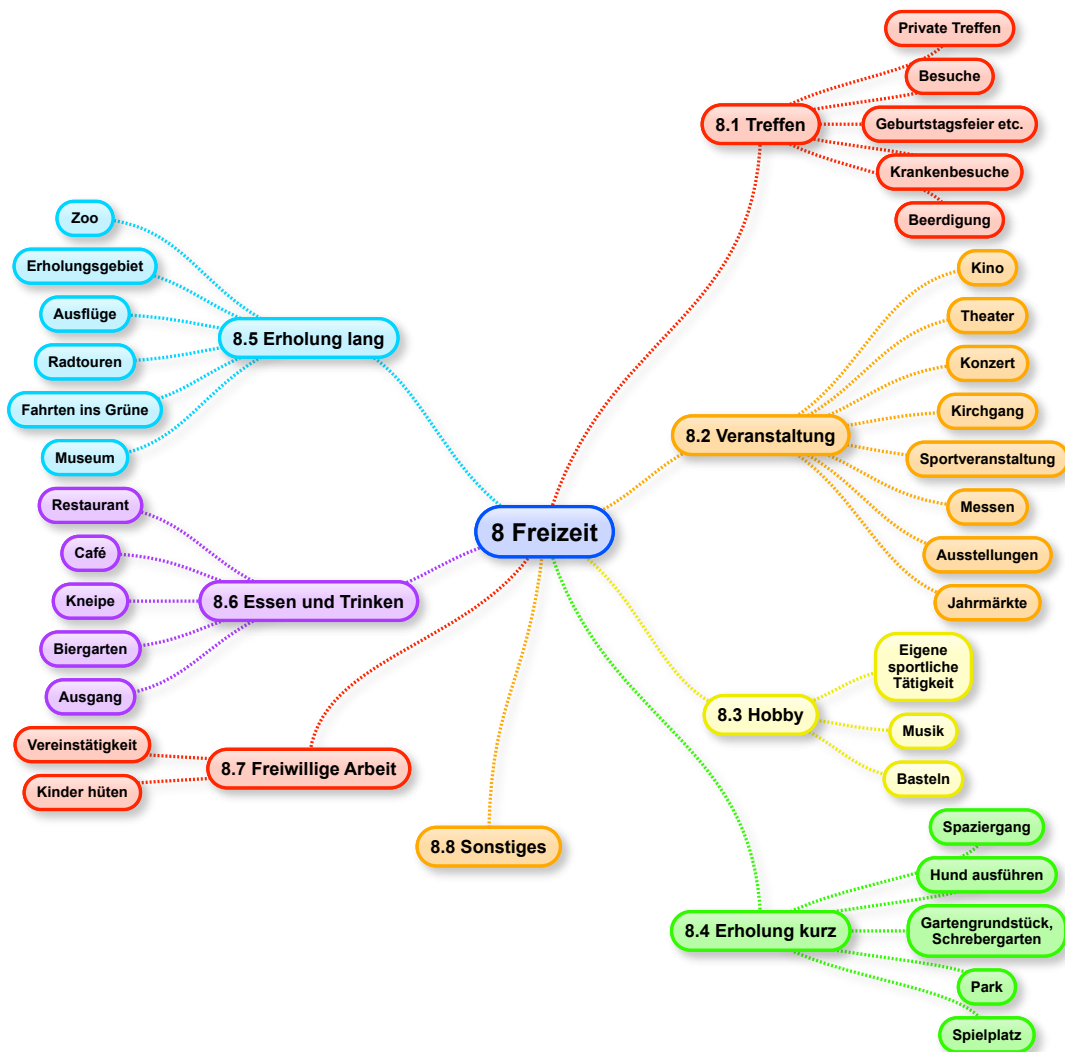 8 Freizeit
8.1 Treffen
Private Treffen
Besuche
Geburtstagsfeier etc.
Krankenbesuche
Beerdigung
8.2 Veranstaltung
Kino
Theater
Konzert
Kirchgang
Sportveranstaltung
Messen
Ausstellungen
Jahrmärkte
8.3 Hobby
Eigene
sportliche
Tätigkeit
Musik
Basteln
8.4 Erholung kurz
Spaziergang
Hund ausführen
Gartengrundstück,
Schrebergarten
Park
Spielplatz
8.5 Erholung lang
Zoo
Erholungsgebiet
Ausflüge
Radtouren
Fahrten ins Grüne
Museum
8.6 Essen und Trinken
Restaurant
Café
Kneipe
Biergarten
Ausgang
8.7 Freiwillige Arbeit
Vereinstätigkeit
Kinder hüten
8.8 Sonstiges